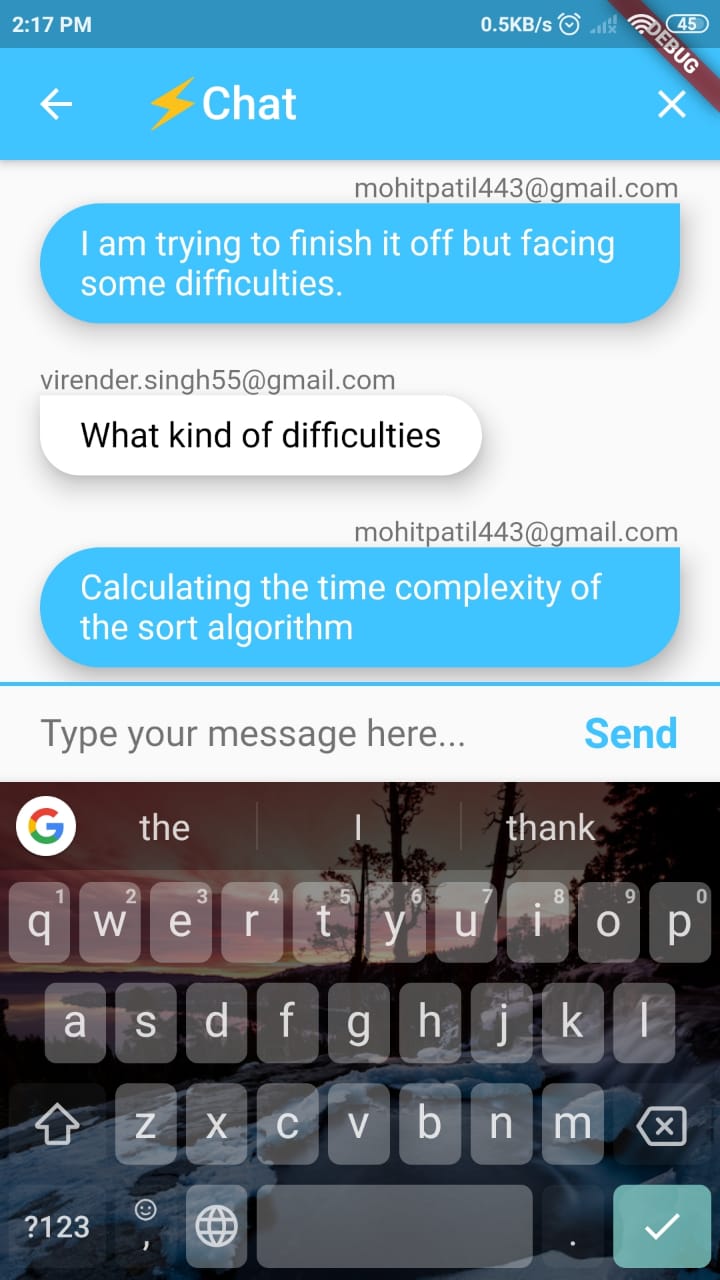 2:17 PM
0.5KB/s
45
DEBUG
⚡Chat
mohitpatil443@gmail.com
I am trying to finish it off but facing
some difficulties.
virender.singh55@gmail.com
What kind of difficulties
mohitpatil443@gmail.com
Calculating the time complexity of
the sort algorithm
Type your message here... Send
G the I thank
1 2 3 4 5 6 7 8 9 0
q w e r t y u i o p
a s d f g h j k l
z x c v b n m
?123 , .